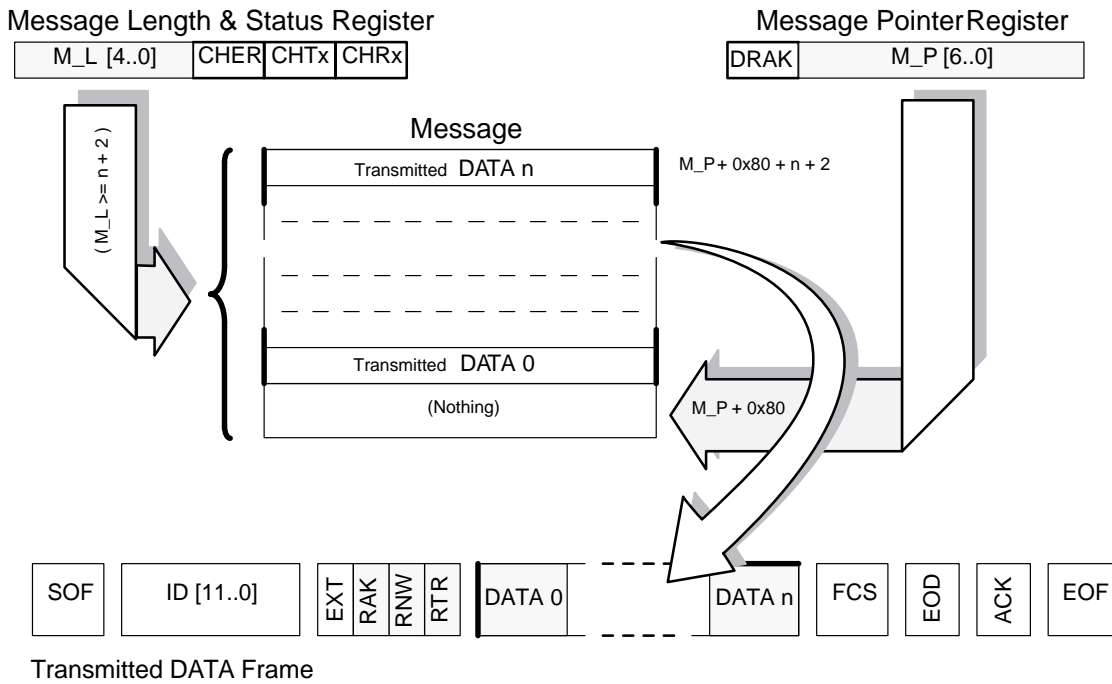 Message Length & Status Register
Message Pointer Register
M_L [4..0] CHER CHTx CHRx
DRAK M_P [6..0]
( M_L >= n + 2 )
Message
Transmitted DATA n
M_P + 0x80 + n + 2
Transmitted DATA 0
(Nothing)
M_P + 0x80
SOF ID [11..0] EXT RAK RNW RTR DATA 0 DATA n FCS EOD ACK EOF
Transmitted DATA Frame